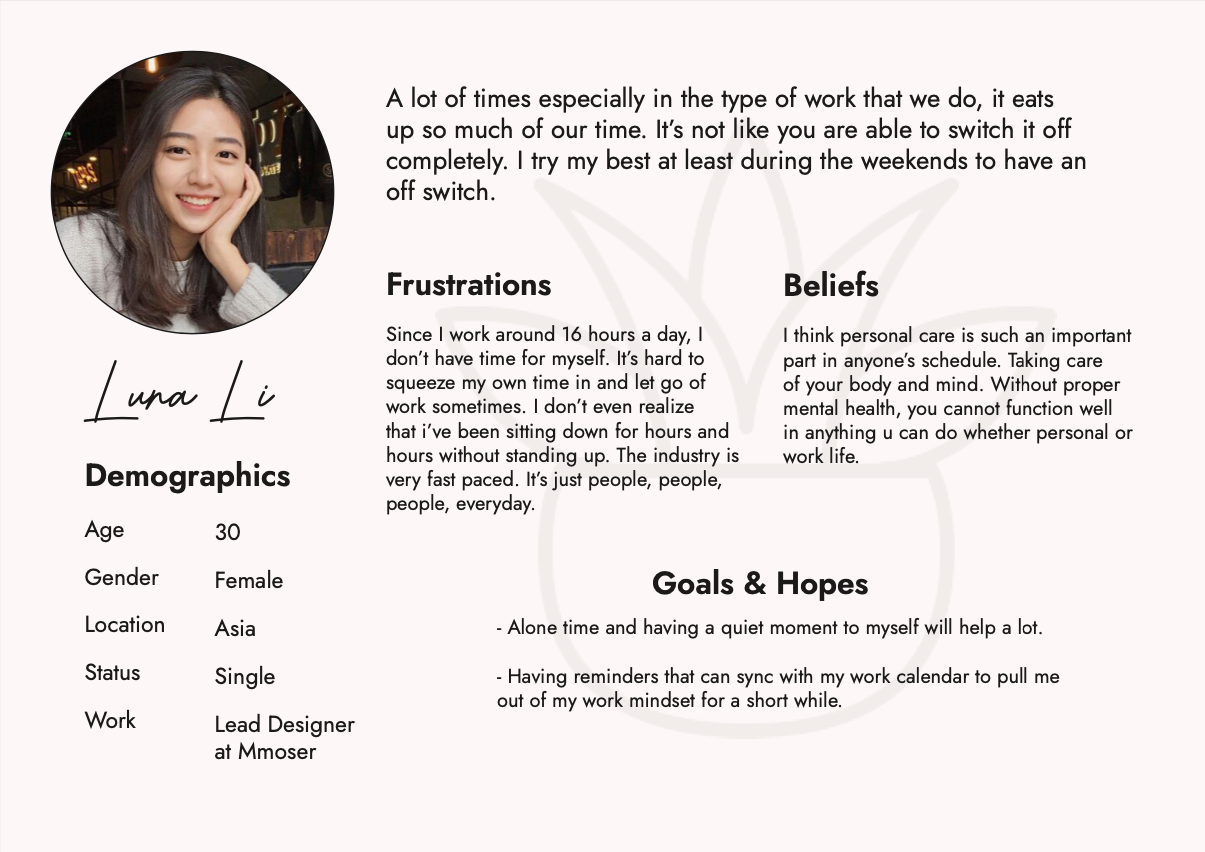 A lot of times especially in the type of work that we do, it eats
up so much of our time. It’s not like you are able to switch it off
completely. I try my best at least during the weekends to have an
off switch.
Luna Li
Demographics
Age 30
Gender Female
Location Asia
Status Single
Work Lead Designer
at Mmoser
Frustrations
Since I work around 16 hours a day, I
don’t have time for myself. It’s hard to
squeeze my own time in and let go of
work sometimes. I don’t even realize
that i’ve been sitting down for hours and
hours without standing up. The industry is
very fast paced. It’s just people, people,
people, everyday.
Beliefs
I think personal care is such an important
part in anyone’s schedule. Taking care
of your body and mind. Without proper
mental health, you cannot function well
in anything u can do whether personal or
work life.
Goals & Hopes
- Alone time and having a quiet moment to myself will help a lot.
- Having reminders that can sync with my work calendar to pull me
out of my work mindset for a short while.